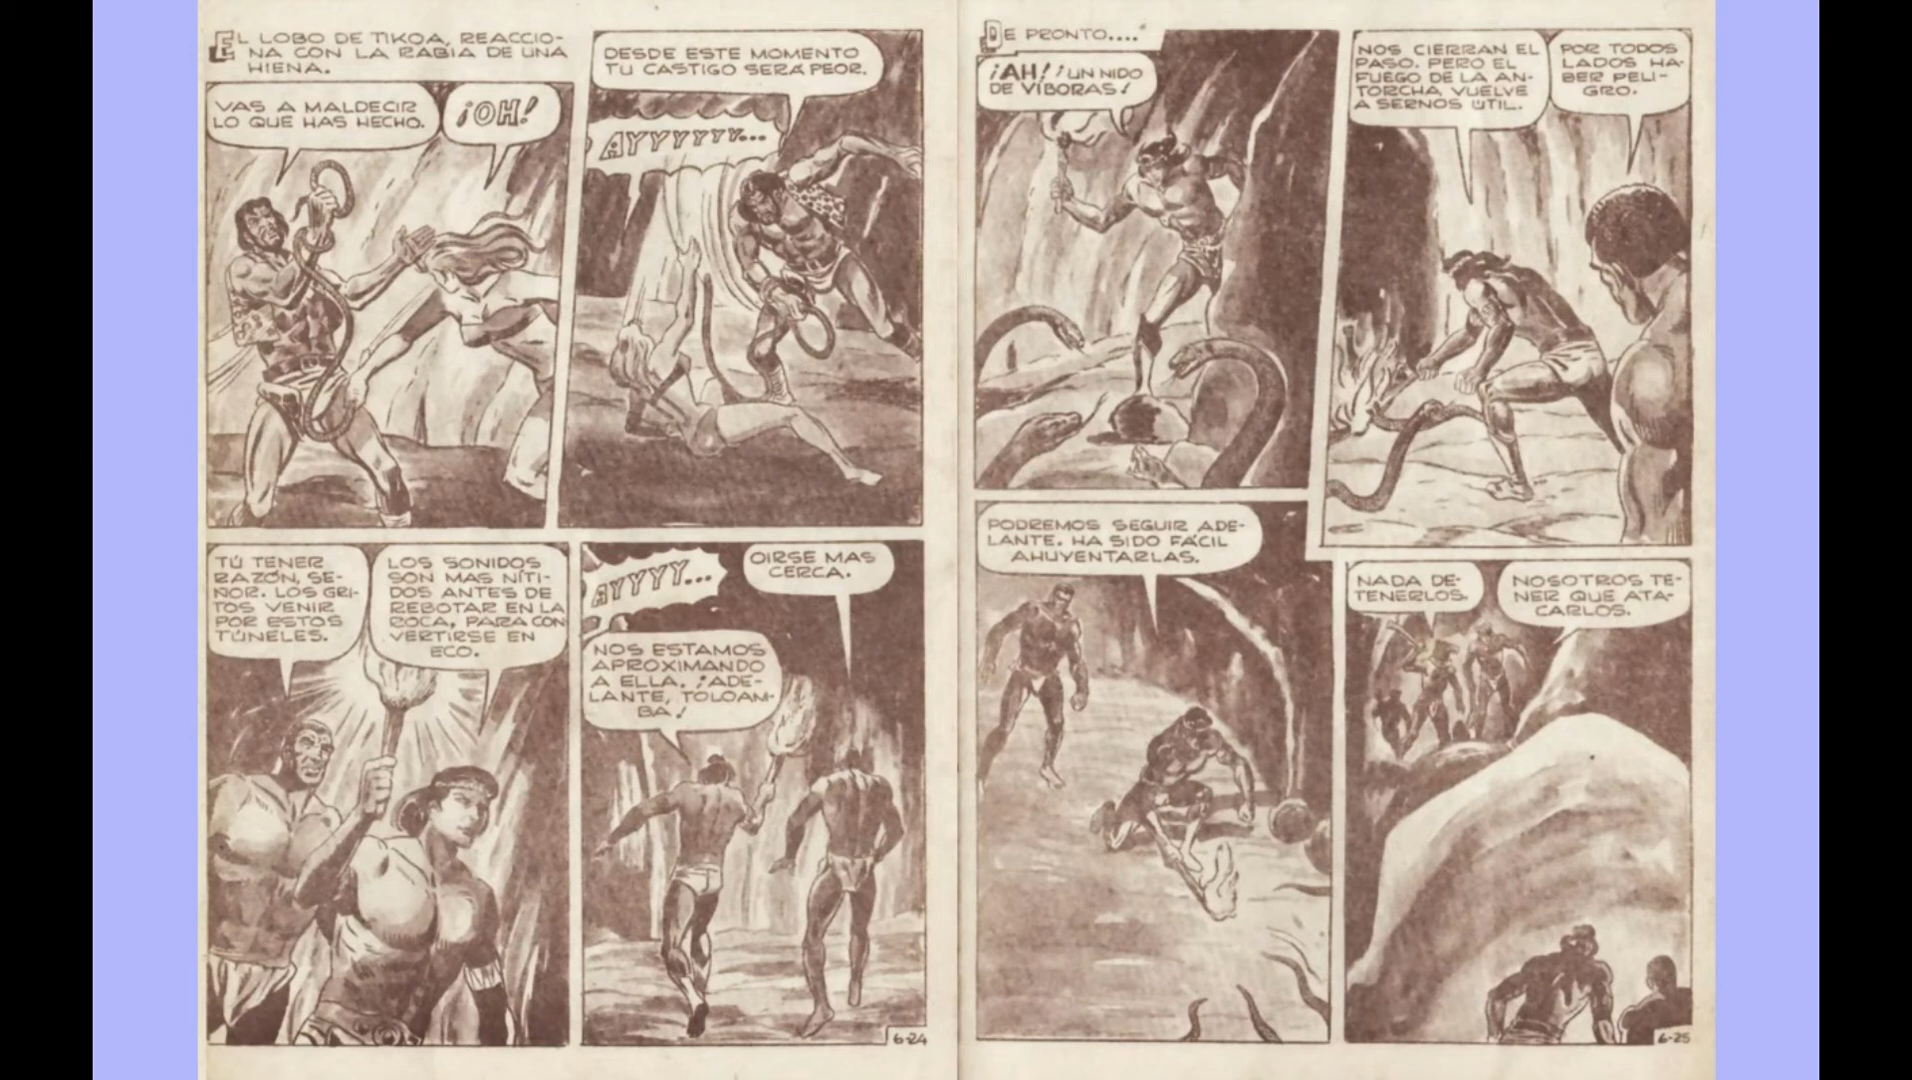 EL LOBO DE TIKOA, REACCIO-
NA CON LA RABIA DE UNA
HIENA.
VAS A MALDECIR
LO QUE HAS HECHO.
¡OH!
DESDE ESTE MOMENTO
TU CASTIGO SERÁ PEOR.
AYYYYYY...
TÚ TENER
RAZÓN, SE-
ÑOR. LOS GRI-
TOS VENIR
POR ESTOS
TÚNELES.
LOS SONIDOS
SON MAS NÍTI-
DOS ANTES DE
REBOTAR EN LA
ROCA, PARA CON
VERTIRSE EN
ECO.
AYYYY...
OIRSE MAS
CERCA.
NOS ESTAMOS
APROXIMANDO
A ELLA. ¡ADE-
LANTE, TOLOAM-
BA!
6-24
DE PRONTO....
¡AH! ¡UN NIDO
DE VÍBORAS!
NOS CIERRAN EL
PASO. PERO EL
FUEGO DE LA AN-
TORCHA, VUELVE
A SERNOS ÚTIL.
POR TODOS
LADOS HA-
BER PELI-
GRO.
PODREMOS SEGUIR ADE-
LANTE. HA SIDO FÁCIL
AHUYENTARLAS.
NADA DE-
TENERLOS.
NOSOTROS TE-
NER QUE ATA-
CARLOS.
6-25